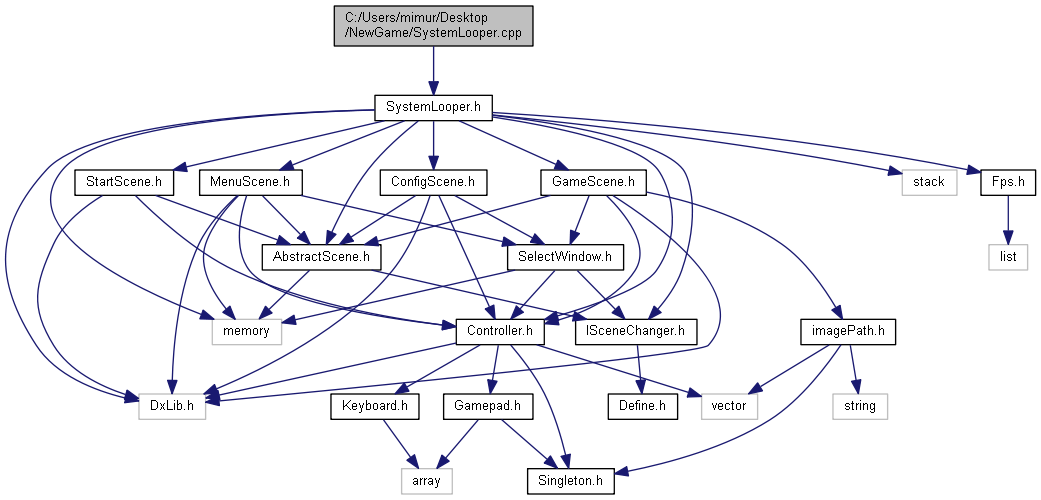 C:/Users/mimur/Desktop
/NewGame/SystemLooper.cpp
SystemLooper.h
StartScene.h
MenuScene.h
ConfigScene.h
GameScene.h
stack
Fps.h
AbstractScene.h
SelectWindow.h
list
memory
Controller.h
ISceneChanger.h
imagePath.h
DxLib.h
Keyboard.h
Gamepad.h
Define.h
vector
string
array
Singleton.h